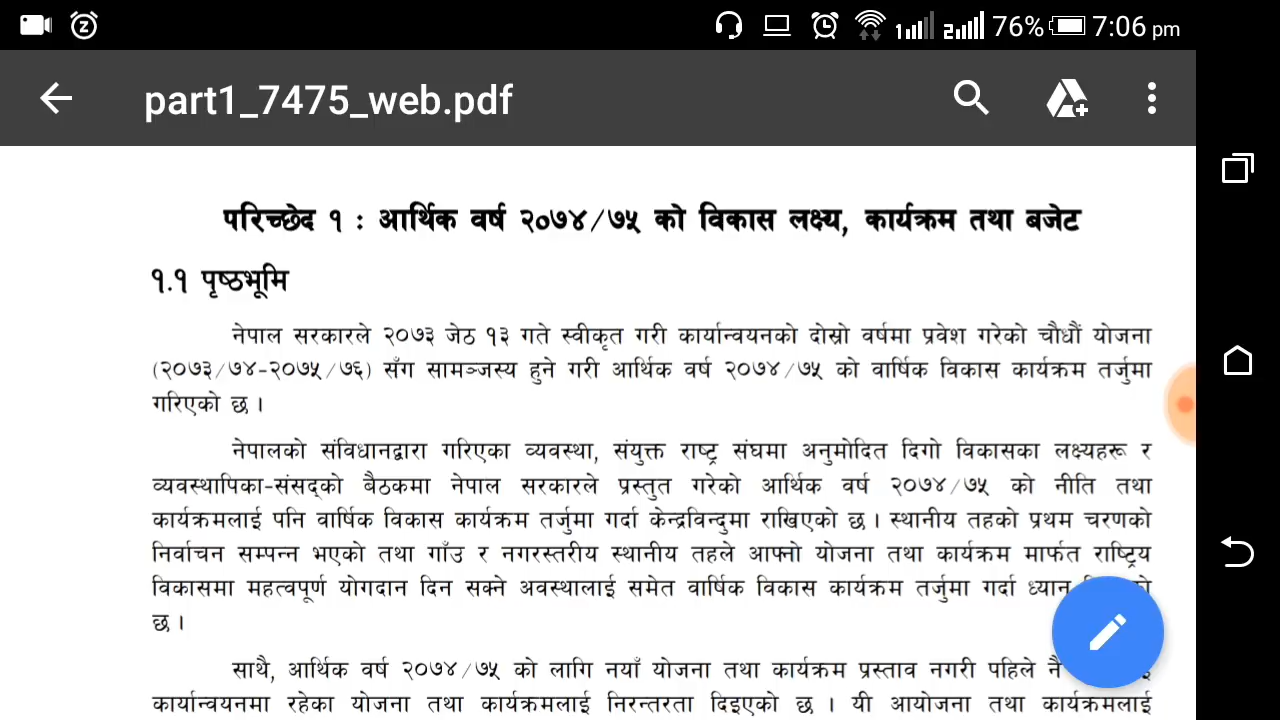 76% 7:06 pm
part1_7475_web.pdf
परिच्छेद १ : आर्थिक वर्ष २०७४/७५ को विकास लक्ष्य, कार्यक्रम तथा बजेट
१.१ पृष्ठभूमि
नेपाल सरकारले २०७३ जेठ १३ गते स्वीकृत गरी कार्यान्वयनको दोस्रो वर्षमा प्रवेश गरेको चौधौं योजना
(२०७३/७४-२०७५/७६) सँग सामञ्जस्य हुने गरी आर्थिक वर्ष २०७४/७५ को वार्षिक विकास कार्यक्रम तर्जुमा
गरिएको छ ।
नेपालको संविधानद्वारा गरिएका व्यवस्था, संयुक्त राष्ट्र संघमा अनुमोदित दिगो विकासका लक्ष्यहरू र
व्यवस्थापिका-संसद्को बैठकमा नेपाल सरकारले प्रस्तुत गरेको आर्थिक वर्ष २०७४/७५ को नीति तथा
कार्यक्रमलाई पनि वार्षिक विकास कार्यक्रम तर्जुमा गर्दा केन्द्रविन्दुमा राखिएको छ । स्थानीय तहको प्रथम चरणको
निर्वाचन सम्पन्न भएको तथा गाँउ र नगरस्तरीय स्थानीय तहले आफ्नो योजना तथा कार्यक्रम मार्फत राष्ट्रिय
विकासमा महत्वपूर्ण योगदान दिन सक्ने अवस्थालाई समेत वार्षिक विकास कार्यक्रम तर्जुमा गर्दा ध्यान
छ ।
साथै, आर्थिक वर्ष २०७४/७५ को लागि नयाँ योजना तथा कार्यक्रम प्रस्ताव नगरी पहिले नै
कार्यान्वयनमा रहेका योजना तथा कार्यक्रमलाई निरन्तरता दिइएको छ । यी आयोजना तथा कार्यक्रमलाई